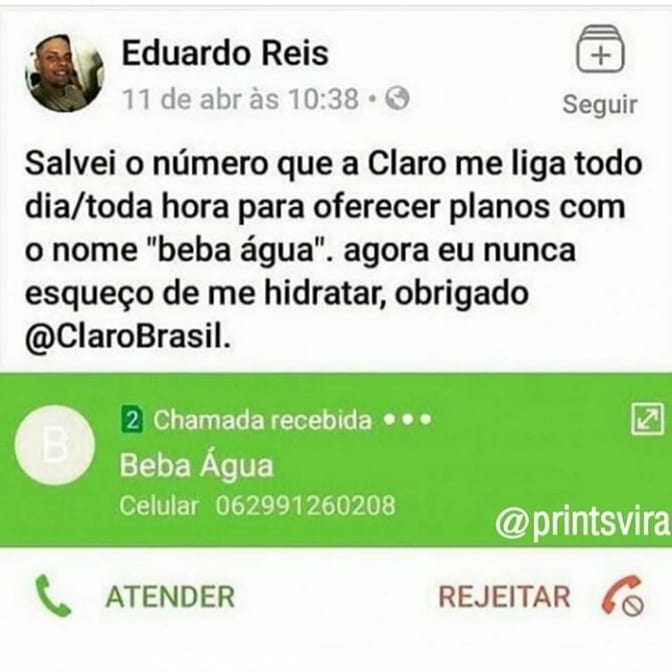 Eduardo Reis
11 de abr às 10:38 •
Seguir
Salvei o número que a Claro me liga todo
dia/toda hora para oferecer planos com
o nome "beba água". agora eu nunca
esqueço de me hidratar, obrigado
@ClaroBrasil.
B
2 Chamada recebida •••
Beba Água
Celular 062991260208
@printsvira
ATENDER
REJEITAR